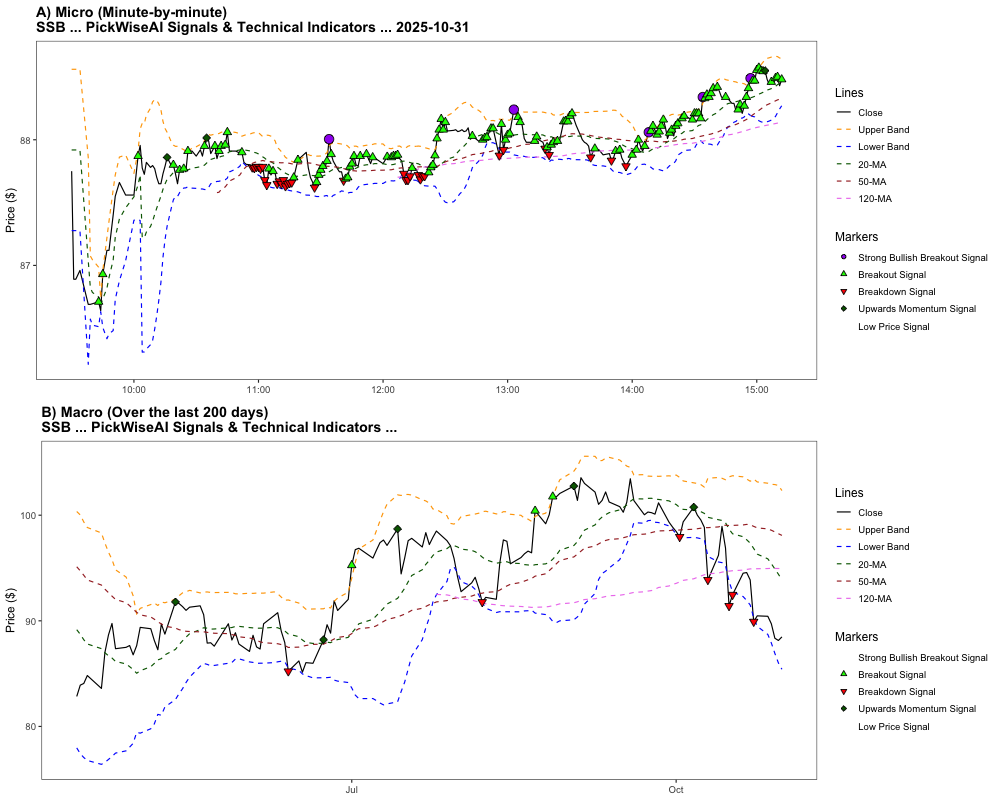 A) Micro (Minute-by-minute)
SSB ... PickWiseAI Signals & Technical Indicators ... 2025-10-31
Price ($)
88
87
10:00
11:00
12:00
13:00
14:00
15:00
Lines
Close
Upper Band
Lower Band
20-MA
50-MA
120-MA
Markers
Strong Bullish Breakout Signal
Breakout Signal
Breakdown Signal
Upwards Momentum Signal
Low Price Signal
B) Macro (Over the last 200 days)
SSB ... PickWiseAI Signals & Technical Indicators ...
Price ($)
100
90
80
Jul
Oct
Lines
Close
Upper Band
Lower Band
20-MA
50-MA
120-MA
Markers
Strong Bullish Breakout Signal
Breakout Signal
Breakdown Signal
Upwards Momentum Signal
Low Price Signal